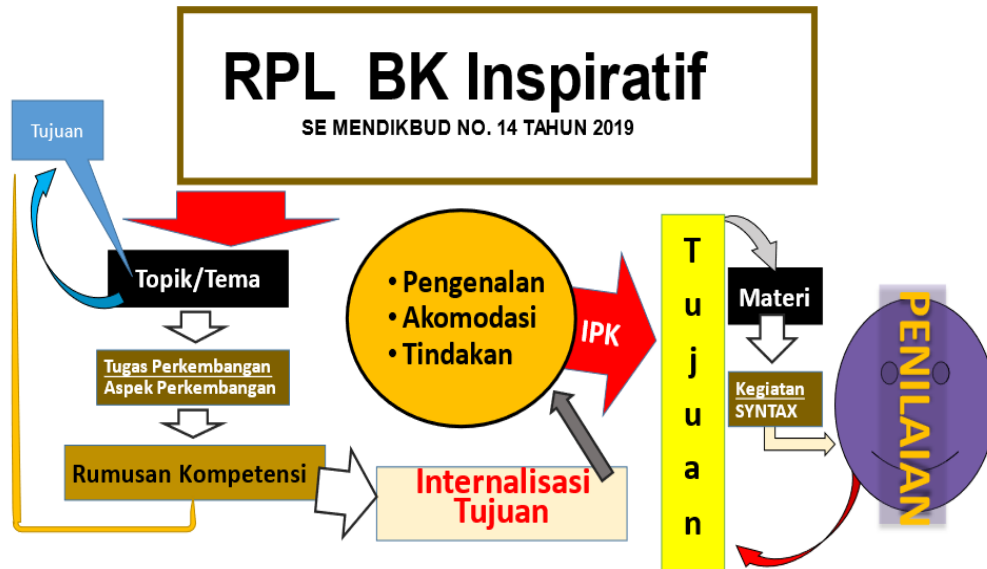 RPL BK Inspiratif
SE MENDIKBUD NO. 14 TAHUN 2019
Tujuan
Topik/Tema
Tugas Perkembangan
Aspek Perkembangan
Rumusan Kompetensi
Internalisasi
Tujuan
• Pengenalan
• Akomodasi
• Tindakan
IPK
T
u
j
u
a
n
Materi
Kegiatan
SYNTAX
PENILAIAN